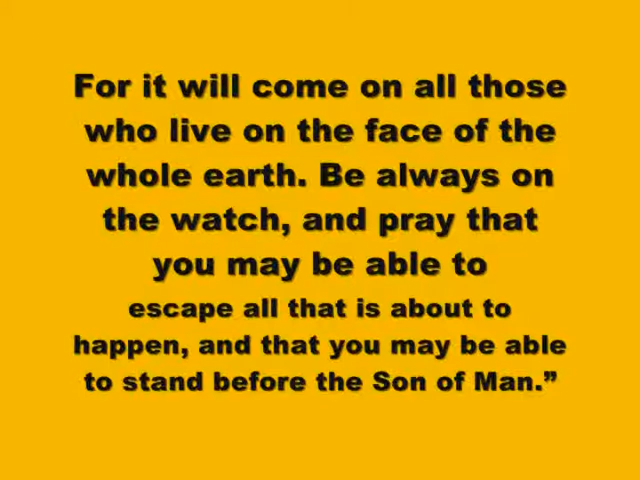 For it will come on all those
who live on the face of the
whole earth. Be always on
the watch, and pray that
you may be able to
escape all that is about to
happen, and that you may be able
to stand before the Son of Man.”